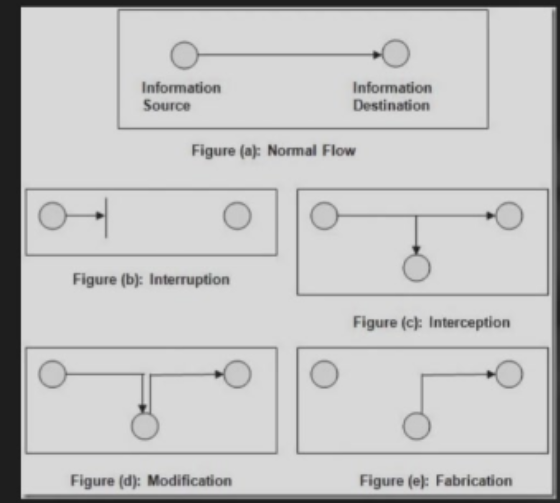 Information
Source
Information
Destination
Figure (a): Normal Flow
Figure (b): Interruption
Figure (c): Interception
Figure (d): Modification
Figure (e): Fabrication